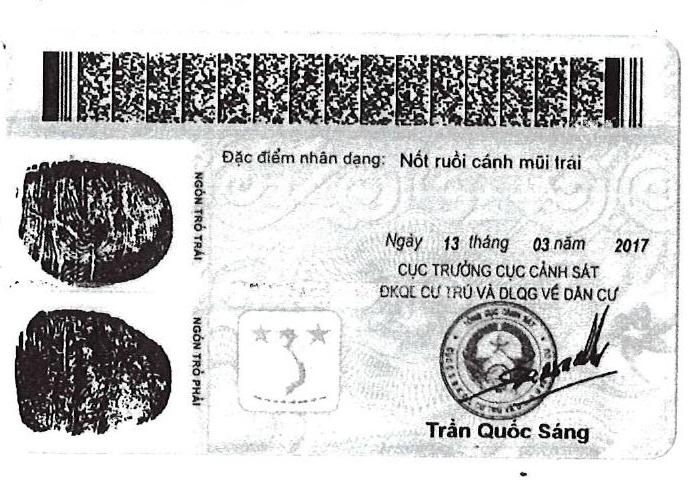 Đặc điểm nhân dạng: Nốt ruồi cánh mũi trái
NGÓN TRỎ TRÁI
Ngày 13 tháng 03 năm 2017
CỤC TRƯỞNG CỤC CẢNH SÁT
ĐKQL CƯ TRÚ VÀ DLQG VỀ DÂN CƯ
NGÓN TRỎ PHẢI
Trần Quốc Sáng